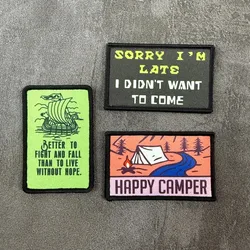 SORRY I'M
LATE
I DIDN'T WANT
TO COME
BETTER TO
FIGHT AND FALL
THAN TO LIVE
WITHOUT HOPE.
HAPPY CAMPER